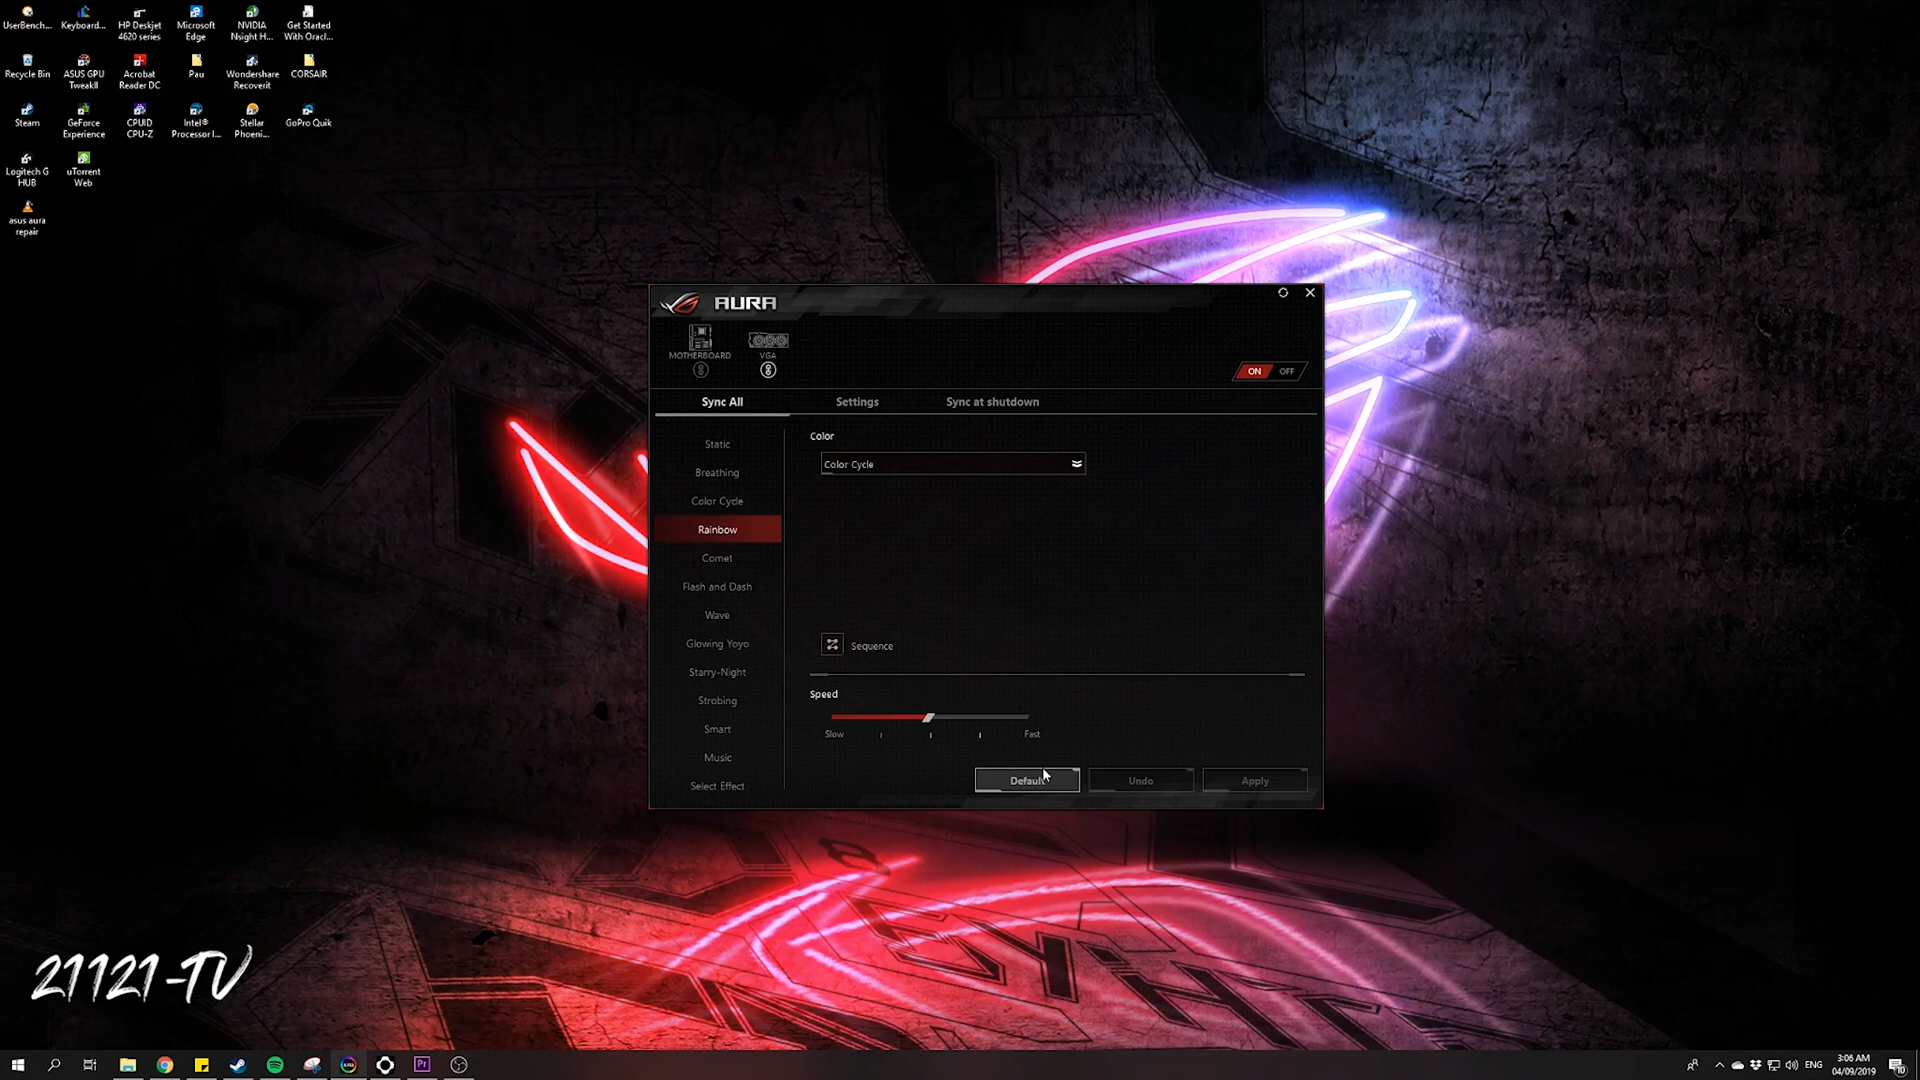 UserBench...
Keyboard...
HP Deskjet
4620 series
Microsoft
Edge
NVIDIA
Nsight H...
Get Started
With Oracl...
Recycle Bin
ASUS GPU
TweakII
Acrobat
Reader DC
Pau
Wondershare
Recoverit
CORSAIR
Steam
GeForce
Experience
CPUID
CPU-Z
Intel®
Processor I...
Stellar
Phoeni...
GoPro Quik
Logitech G
HUB
uTorrent
Web
asus aura
repair
AURA
MOTHERBOARD
VGA
ON
OFF
Sync All
Settings
Sync at shutdown
Static
Breathing
Color Cycle
Rainbow
Comet
Flash and Dash
Wave
Glowing Yoyo
Starry-Night
Strobing
Smart
Music
Select Effect
Color
Color Cycle
Sequence
Speed
Slow
Fast
Default
Undo
Apply
21121-TV
Pr
ENG
3:06 AM
04/09/2019
10